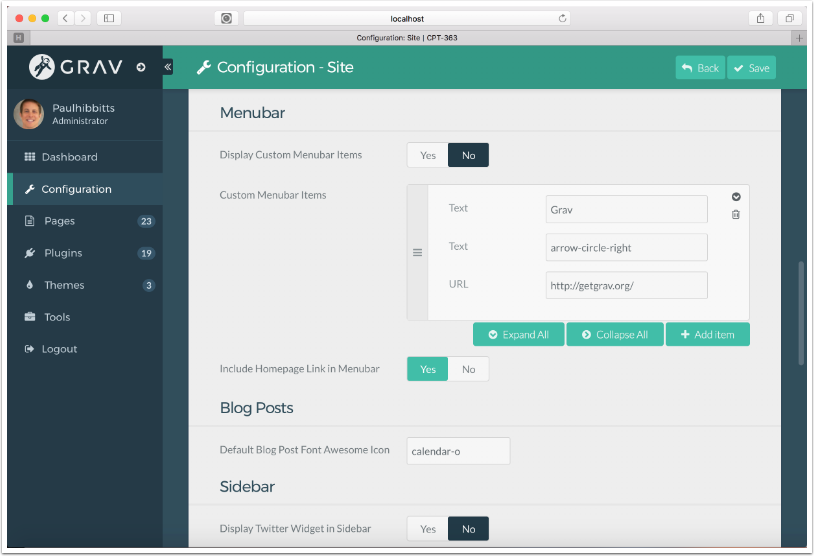 localhost
H
Configuration: Site | CPT-363
+
GRAV
Configuration - Site
Back
Save
Paulhibbitts
Administrator
Dashboard
Configuration
Pages 23
Plugins 19
Themes 3
Tools
Logout
Menubar
Display Custom Menubar Items Yes No
Custom Menubar Items
Text Grav
Text arrow-circle-right
URL http://getgrav.org/
Expand All Collapse All + Add item
Include Homepage Link in Menubar Yes No
Blog Posts
Default Blog Post Font Awesome Icon calendar-o
Sidebar
Display Twitter Widget in Sidebar Yes No